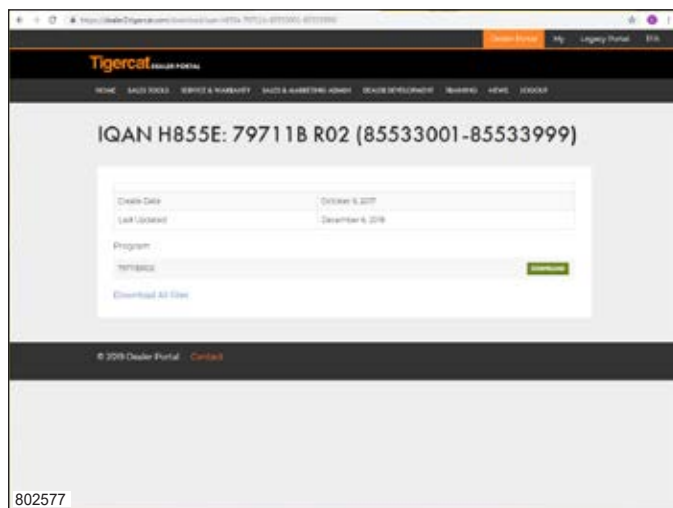 Dealer Portal My Legacy Portal EFA
Tigercat DEALER PORTAL
HOME SALES TOOLS SERVICE & WARRANTY SALES & MARKETING ADMIN DEALER DEVELOPMENT TRAINING NEWS LOGOUT
IQAN H855E: 79711B R02 (85533001-85533999)
Create Date October 6, 2017
Last Updated December 6, 2018
Program
79711BR02 DOWNLOAD
Download All Files
© 2019 Dealer Portal Contact
802577